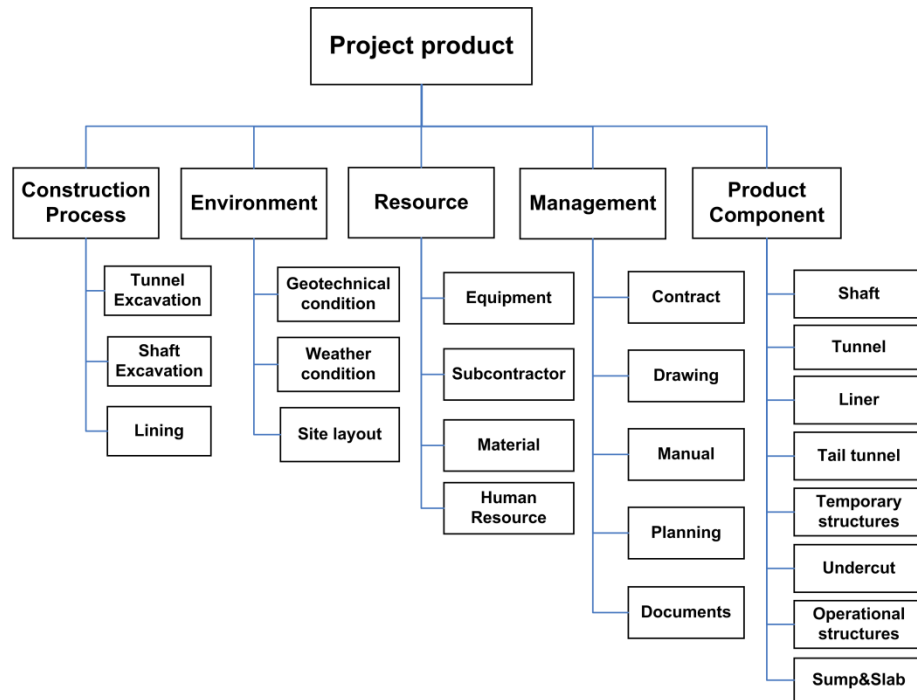 Project product
Construction
Process
Environment
Resource
Management
Product
Component
Tunnel
Excavation
Shaft
Excavation
Lining
Geotechnical
condition
Weather
condition
Site layout
Equipment
Subcontractor
Material
Human
Resource
Contract
Drawing
Manual
Planning
Documents
Shaft
Tunnel
Liner
Tail tunnel
Temporary
structures
Undercut
Operational
structures
Sump&Slab